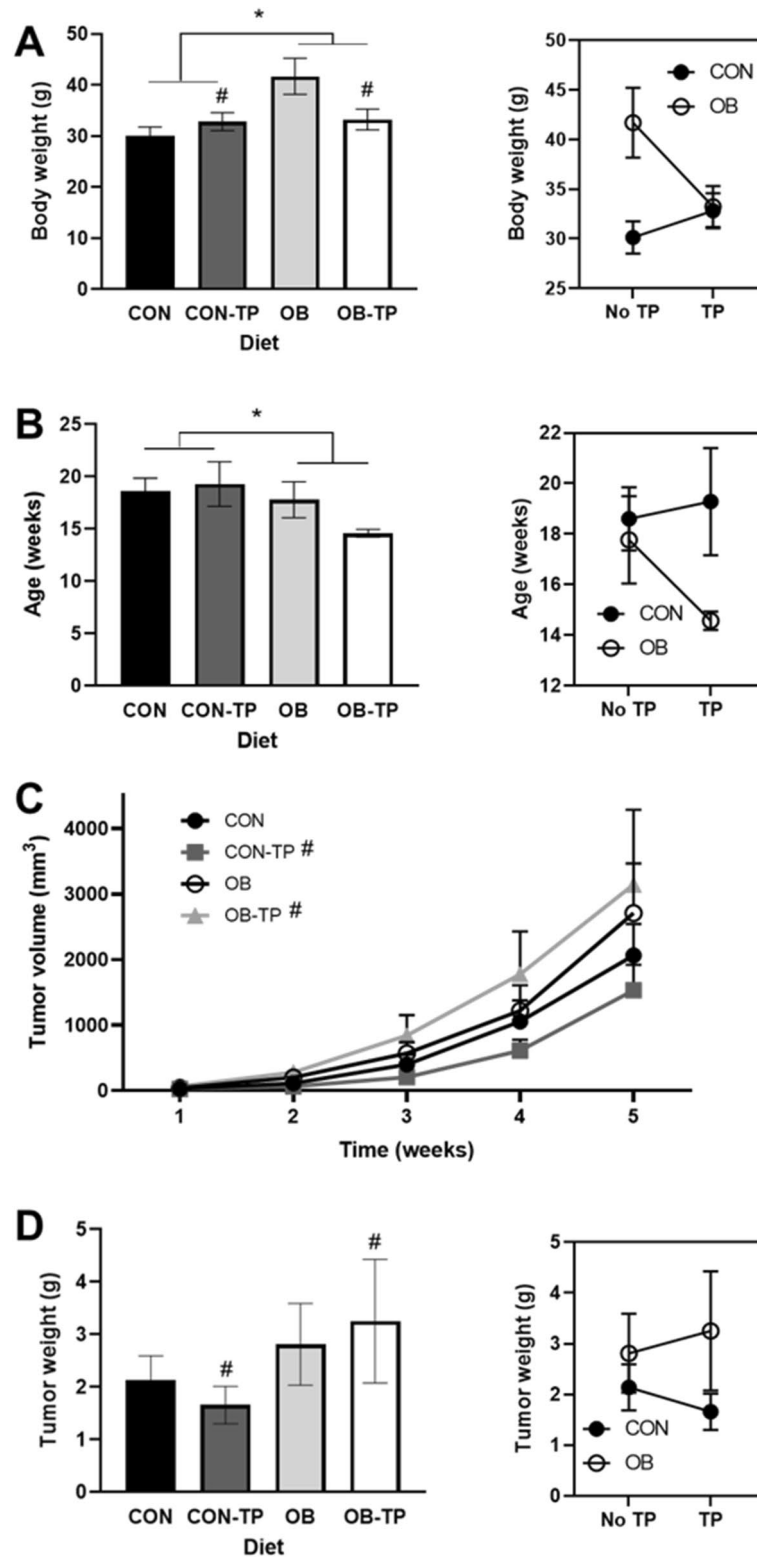 A
*
50
40
30
20
10
0
Body weight (g)
#
#
CON CON-TP OB OB-TP
Diet
50
45
40
35
30
25
Body weight (g)
CON
OB
No TP TP
B
*
25
20
15
10
5
0
Age (weeks)
CON CON-TP OB OB-TP
Diet
22
20
18
16
14
12
Age (weeks)
CON
OB
No TP TP
C
4000
3000
2000
1000
0
Tumor volume (mm³)
CON
CON-TP #
OB
OB-TP #
1 2 3 4 5
Time (weeks)
D
5
4
3
2
1
0
Tumor weight (g)
#
#
CON CON-TP OB OB-TP
Diet
5
4
3
2
1
0
Tumor weight (g)
CON
OB
No TP TP